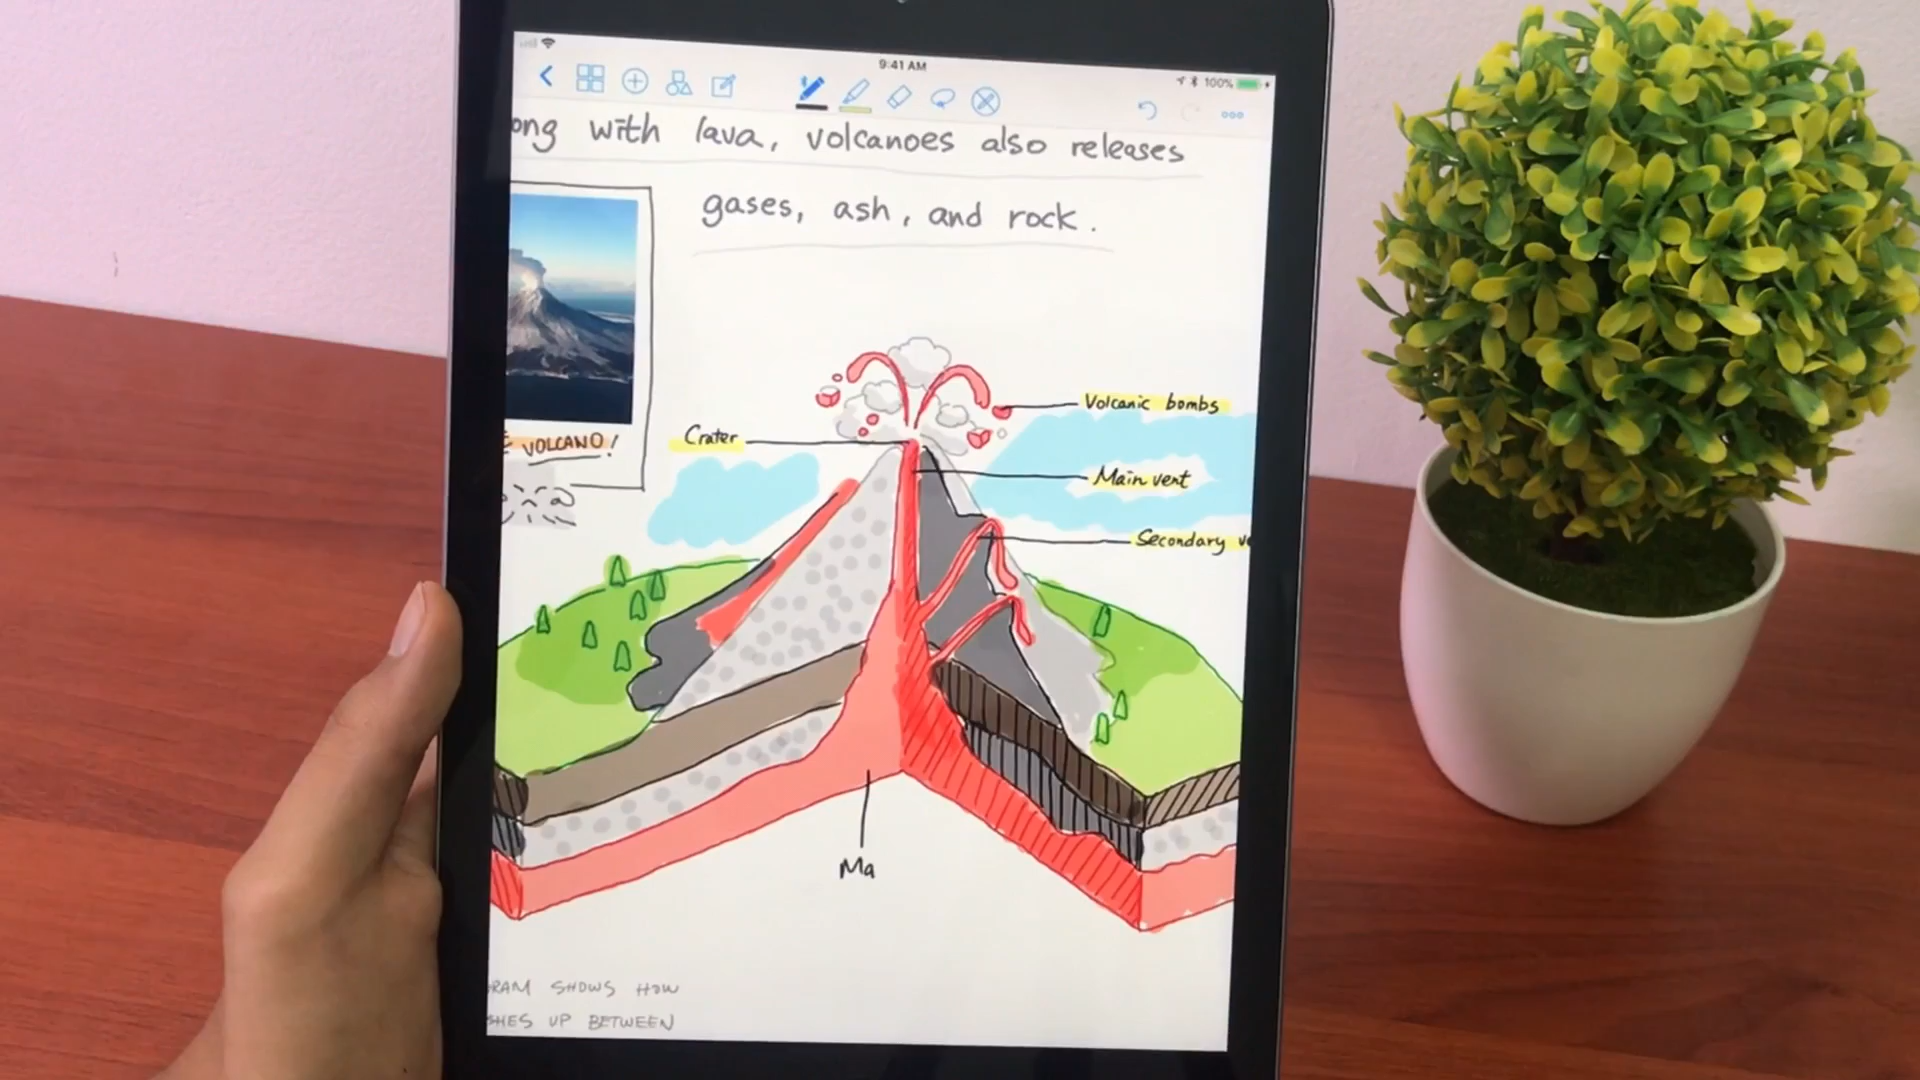 9:41 AM
100%
ong with lava, volcanoes also releases
gases, ash, and rock.
VOLCANO!
Volcanic bombs
Crater
Main vent
Secondary
Ma
RAM SHOWS HOW
SHES UP BETWEEN